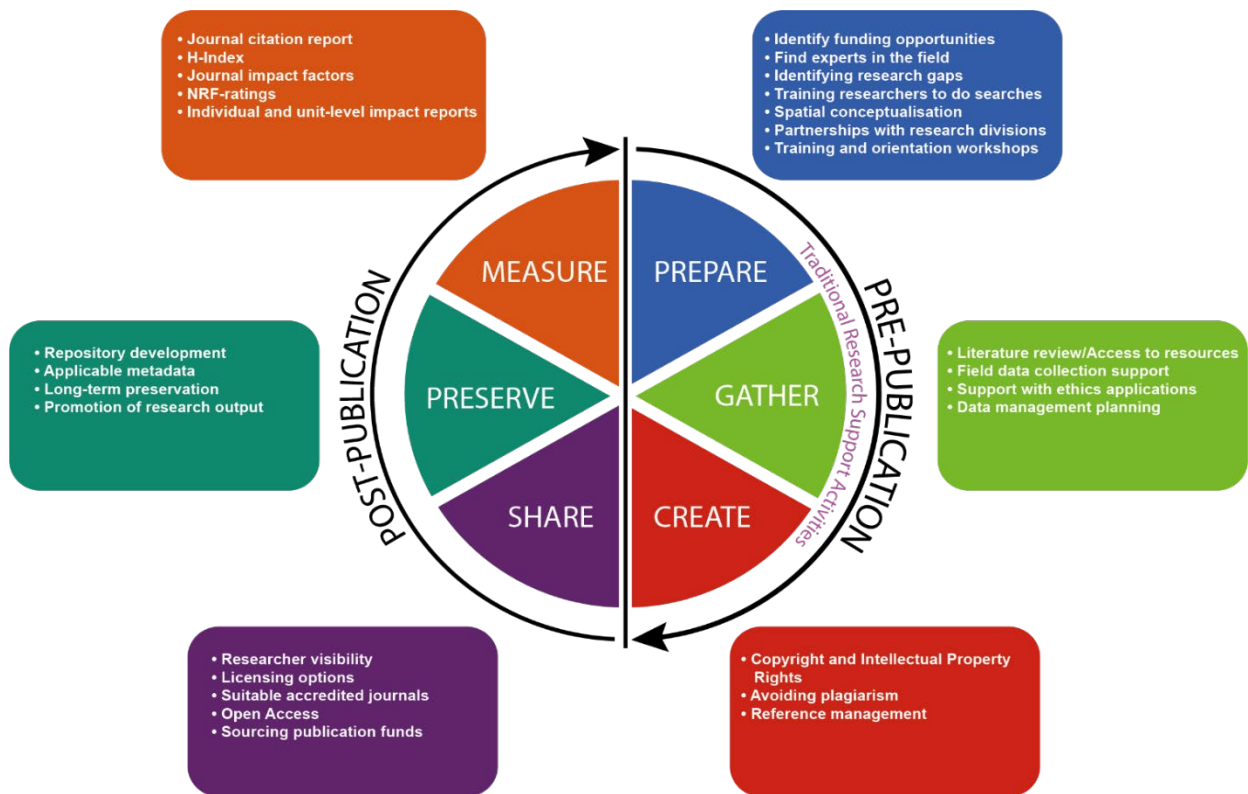 • Journal citation report
• H-Index
• Journal impact factors
• NRF-ratings
• Individual and unit-level impact reports
• Identify funding opportunities
• Find experts in the field
• Identifying research gaps
• Training researchers to do searches
• Spatial conceptualisation
• Partnerships with research divisions
• Training and orientation workshops
MEASURE
PREPARE
POST-PUBLICATION
PRE-PUBLICATION
Traditional Research Support Activities
• Repository development
• Applicable metadata
• Long-term preservation
• Promotion of research output
PRESERVE
GATHER
• Literature review/Access to resources
• Field data collection support
• Support with ethics applications
• Data management planning
SHARE
CREATE
• Researcher visibility
• Licensing options
• Suitable accredited journals
• Open Access
• Sourcing publication funds
• Copyright and Intellectual Property
Rights
• Avoiding plagiarism
• Reference management